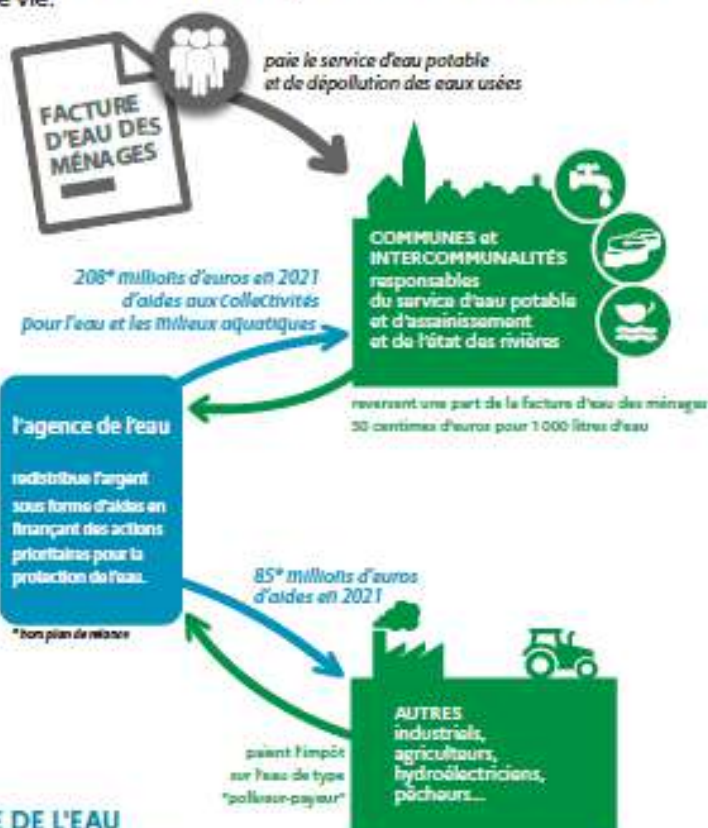 e vie.
paie le service d'eau potable
et de dépollution des eaux usées
FACTURE
D'EAU DES
MÉNAGES
COMMUNES et
INTERCOMMUNALITÉS
responsables
du service d'eau potable
et d'assainissement
et de l'état des rivières
208* millions d'euros en 2021
d'aides aux collectivités
pour l'eau et les milieux aquatiques
reversent une part de la facture d'eau des ménages
50 centimes d'euros pour 1 000 litres d'eau
l'agence de l'eau
redistribue l'argent
sous forme d'aides en
finançant des actions
prioritaires pour la
protection de l'eau.
* hors plan de relance
85* millions d'euros
d'aides en 2021
AUTRES
industriels,
agriculteurs,
hydroélectriciens,
pêcheurs...
paient l'impôt
sur l'eau de type
"pollueur-payeur"
E DE L'EAU